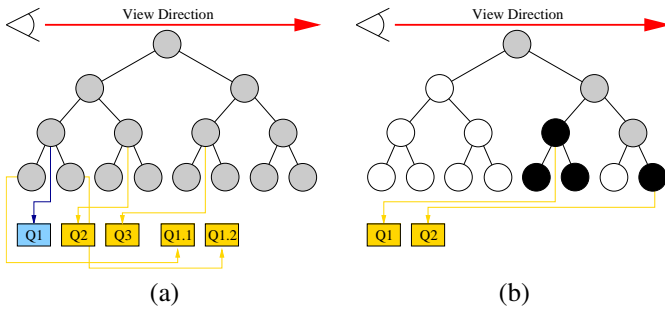 View Direction
View Direction
Q1 Q2 Q3 Q1.1 Q1.2
Q1 Q2
(a)
(b)